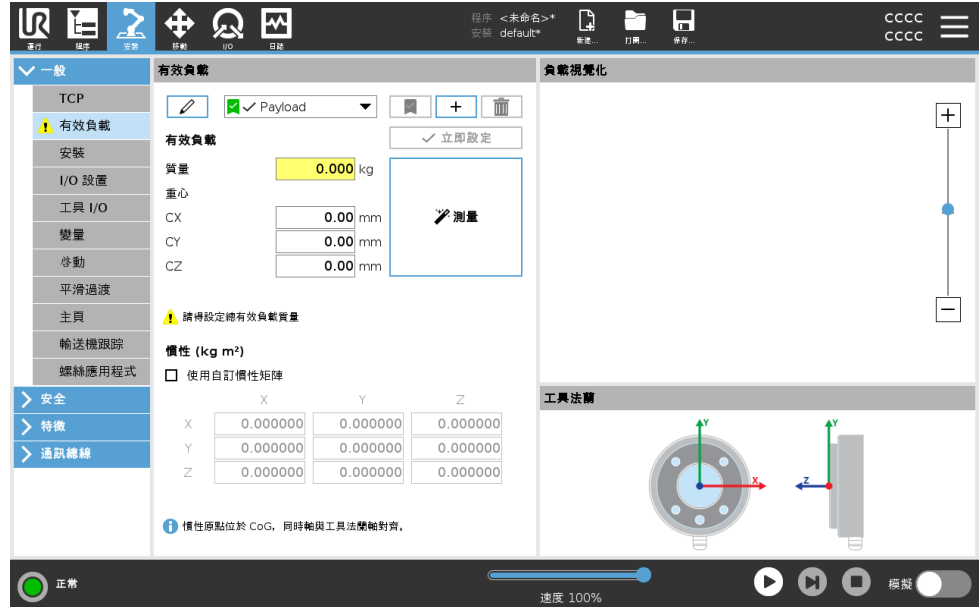 UR
運行
程序
安裝
移動
I/O
日誌
程序 <未命名>*
安裝 default*
新建...
打開...
保存...
CCCC
CCCC
一般
TCP
有效負載
安裝
I/O 設置
工具 I/O
變量
啓動
平滑過渡
主頁
輸送機跟踪
螺絲應用程式
安全
特徵
通訊總線
有效負載
Payload
有效負載
立即設定
質量 0.000 kg
重心
CX 0.00 mm
CY 0.00 mm
CZ 0.00 mm
測量
請得設定總有效負載質量
慣性 (kg m²)
使用自訂慣性矩陣
X Y Z
X 0.000000 0.000000 0.000000
Y 0.000000 0.000000 0.000000
Z 0.000000 0.000000 0.000000
慣性原點位於 CoG，同時軸與工具法蘭軸對齊。
負載視覺化
工具法蘭
Y
X
Y
Z
正常
速度 100%
模擬